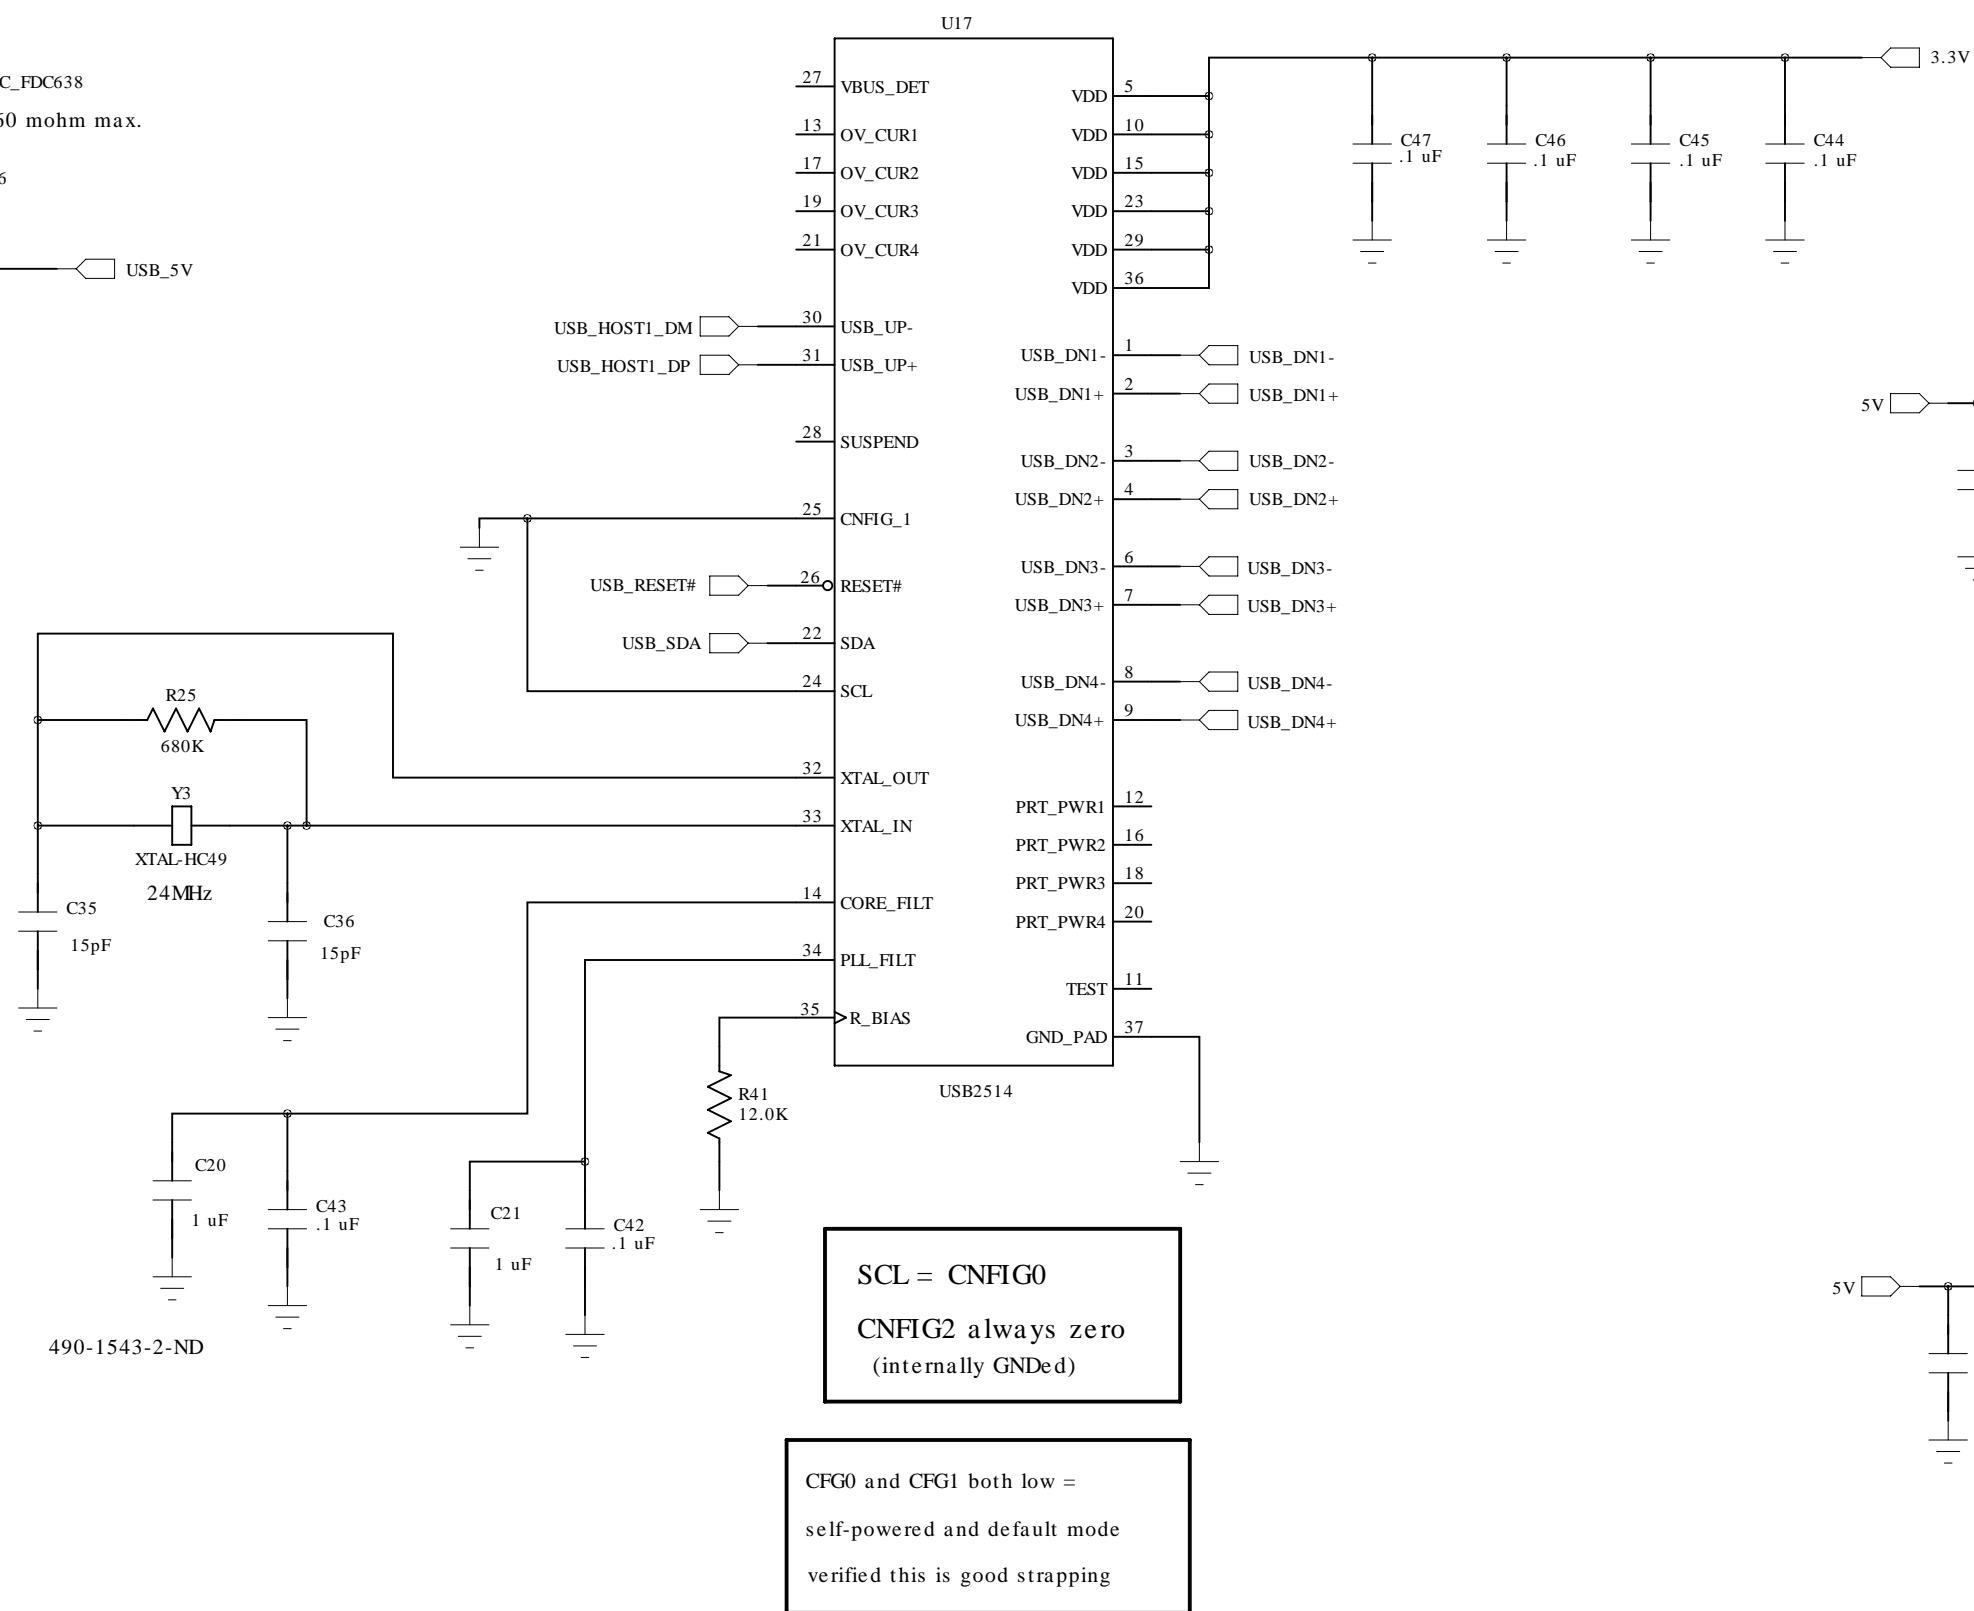 U17
C_FDC638
60 mohm max.
6
USB_5V
27 VBUS_DET
13 OV_CUR1
17 OV_CUR2
19 OV_CUR3
21 OV_CUR4
USB_HOST1_DM 30 USB_UP-
USB_HOST1_DP 31 USB_UP+
28 SUSPEND
25 CNFIG_1
USB_RESET# 26 RESET#
USB_SDA 22 SDA
24 SCL
32 XTAL_OUT
33 XTAL_IN
14 CORE_FILT
34 PLL_FILT
35 R_BIAS
VDD 5
VDD 10
VDD 15
VDD 23
VDD 29
VDD 36
USB_DN1- 1 USB_DN1-
USB_DN1+ 2 USB_DN1+
USB_DN2- 3 USB_DN2-
USB_DN2+ 4 USB_DN2+
USB_DN3- 6 USB_DN3-
USB_DN3+ 7 USB_DN3+
USB_DN4- 8 USB_DN4-
USB_DN4+ 9 USB_DN4+
PRT_PWR1 12
PRT_PWR2 16
PRT_PWR3 18
PRT_PWR4 20
TEST 11
GND_PAD 37
USB2514
3.3V
C47
.1 uF
C46
.1 uF
C45
.1 uF
C44
.1 uF
5V
R25
680K
Y3
XTAL-HC49
24MHz
C35
15pF
C36
15pF
R41
12.0K
C20
1 uF
C43
.1 uF
C21
1 uF
C42
.1 uF
490-1543-2-ND
5V
SCL = CNFIG0
CNFIG2 always zero
(internally GNDed)
CFG0 and CFG1 both low =
self-powered and default mode
verified this is good strapping